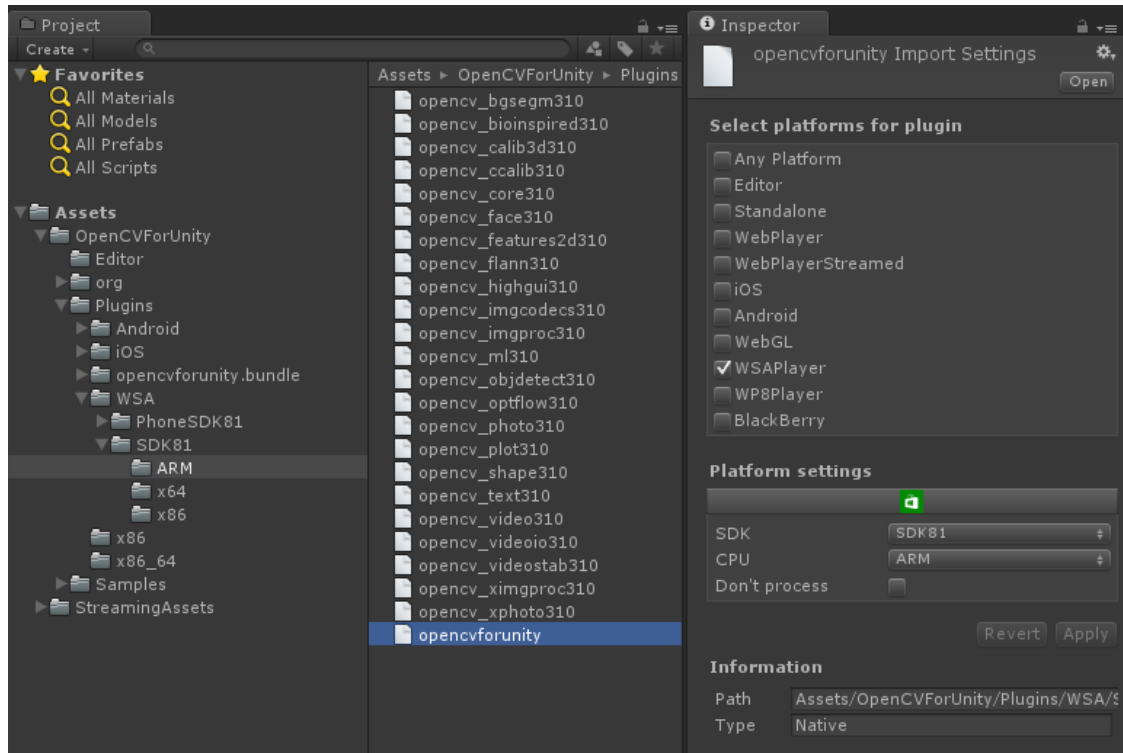 Project
Create
Favorites
All Materials
All Models
All Prefabs
All Scripts
Assets
OpenCVForUnity
Editor
org
Plugins
Android
iOS
opencvforunity.bundle
WSA
PhoneSDK81
SDK81
ARM
x64
x86
x86
x86_64
Samples
StreamingAssets
Assets ▸ OpenCVForUnity ▸ Plugins
opencv_bgsegm310
opencv_bioinspired310
opencv_calib3d310
opencv_ccalib310
opencv_core310
opencv_face310
opencv_features2d310
opencv_flann310
opencv_highgui310
opencv_imgcodecs310
opencv_imgproc310
opencv_ml310
opencv_objdetect310
opencv_optflow310
opencv_photo310
opencv_plot310
opencv_shape310
opencv_text310
opencv_video310
opencv_videoio310
opencv_videostab310
opencv_ximgproc310
opencv_xphoto310
opencvforunity
Inspector
opencvforunity Import Settings
Open
Select platforms for plugin
Any Platform
Editor
Standalone
WebPlayer
WebPlayerStreamed
iOS
Android
WebGL
WSAPlayer
WP8Player
BlackBerry
Platform settings
SDK SDK81
CPU ARM
Don't process
Revert Apply
Information
Path Assets/OpenCVForUnity/Plugins/WSA/S
Type Native